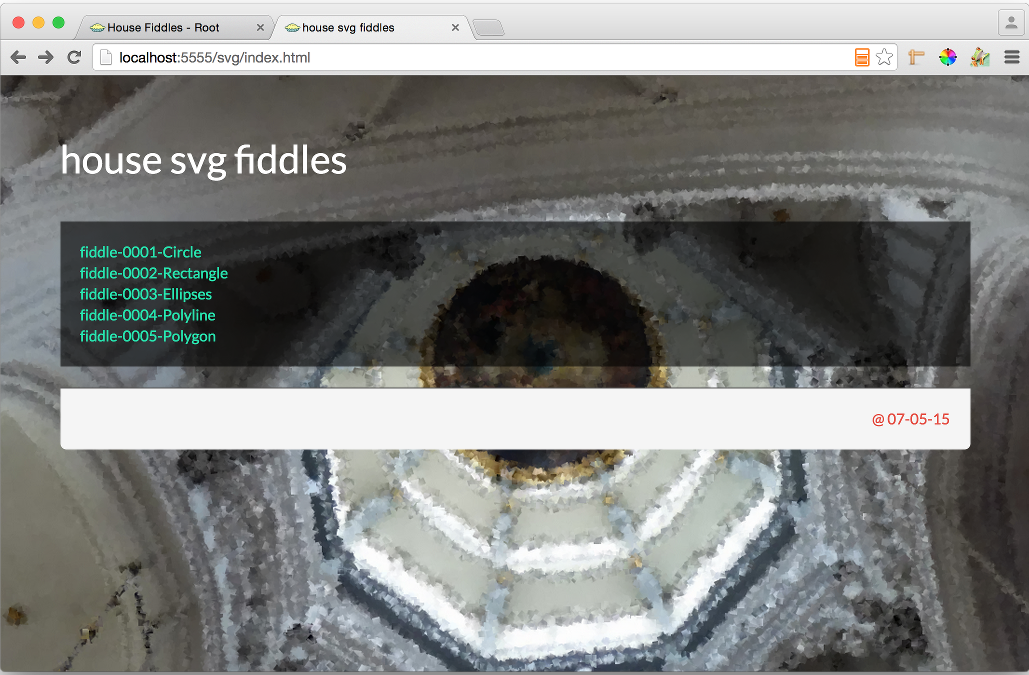 House Fiddles - Root
house svg fiddles
localhost:5555/svg/index.html
house svg fiddles
fiddle-0001-Circle
fiddle-0002-Rectangle
fiddle-0003-Ellipses
fiddle-0004-Polyline
fiddle-0005-Polygon
@ 07-05-15